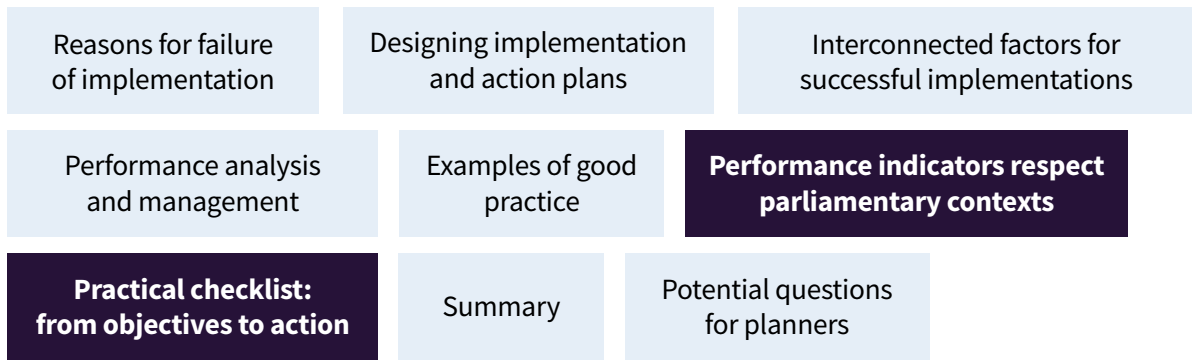 Reasons for failure
of implementation
Designing implementation
and action plans
Interconnected factors for
successful implementations
Performance analysis
and management
Examples of good
practice
Performance indicators respect
parliamentary contexts
Practical checklist:
from objectives to action
Summary
Potential questions
for planners